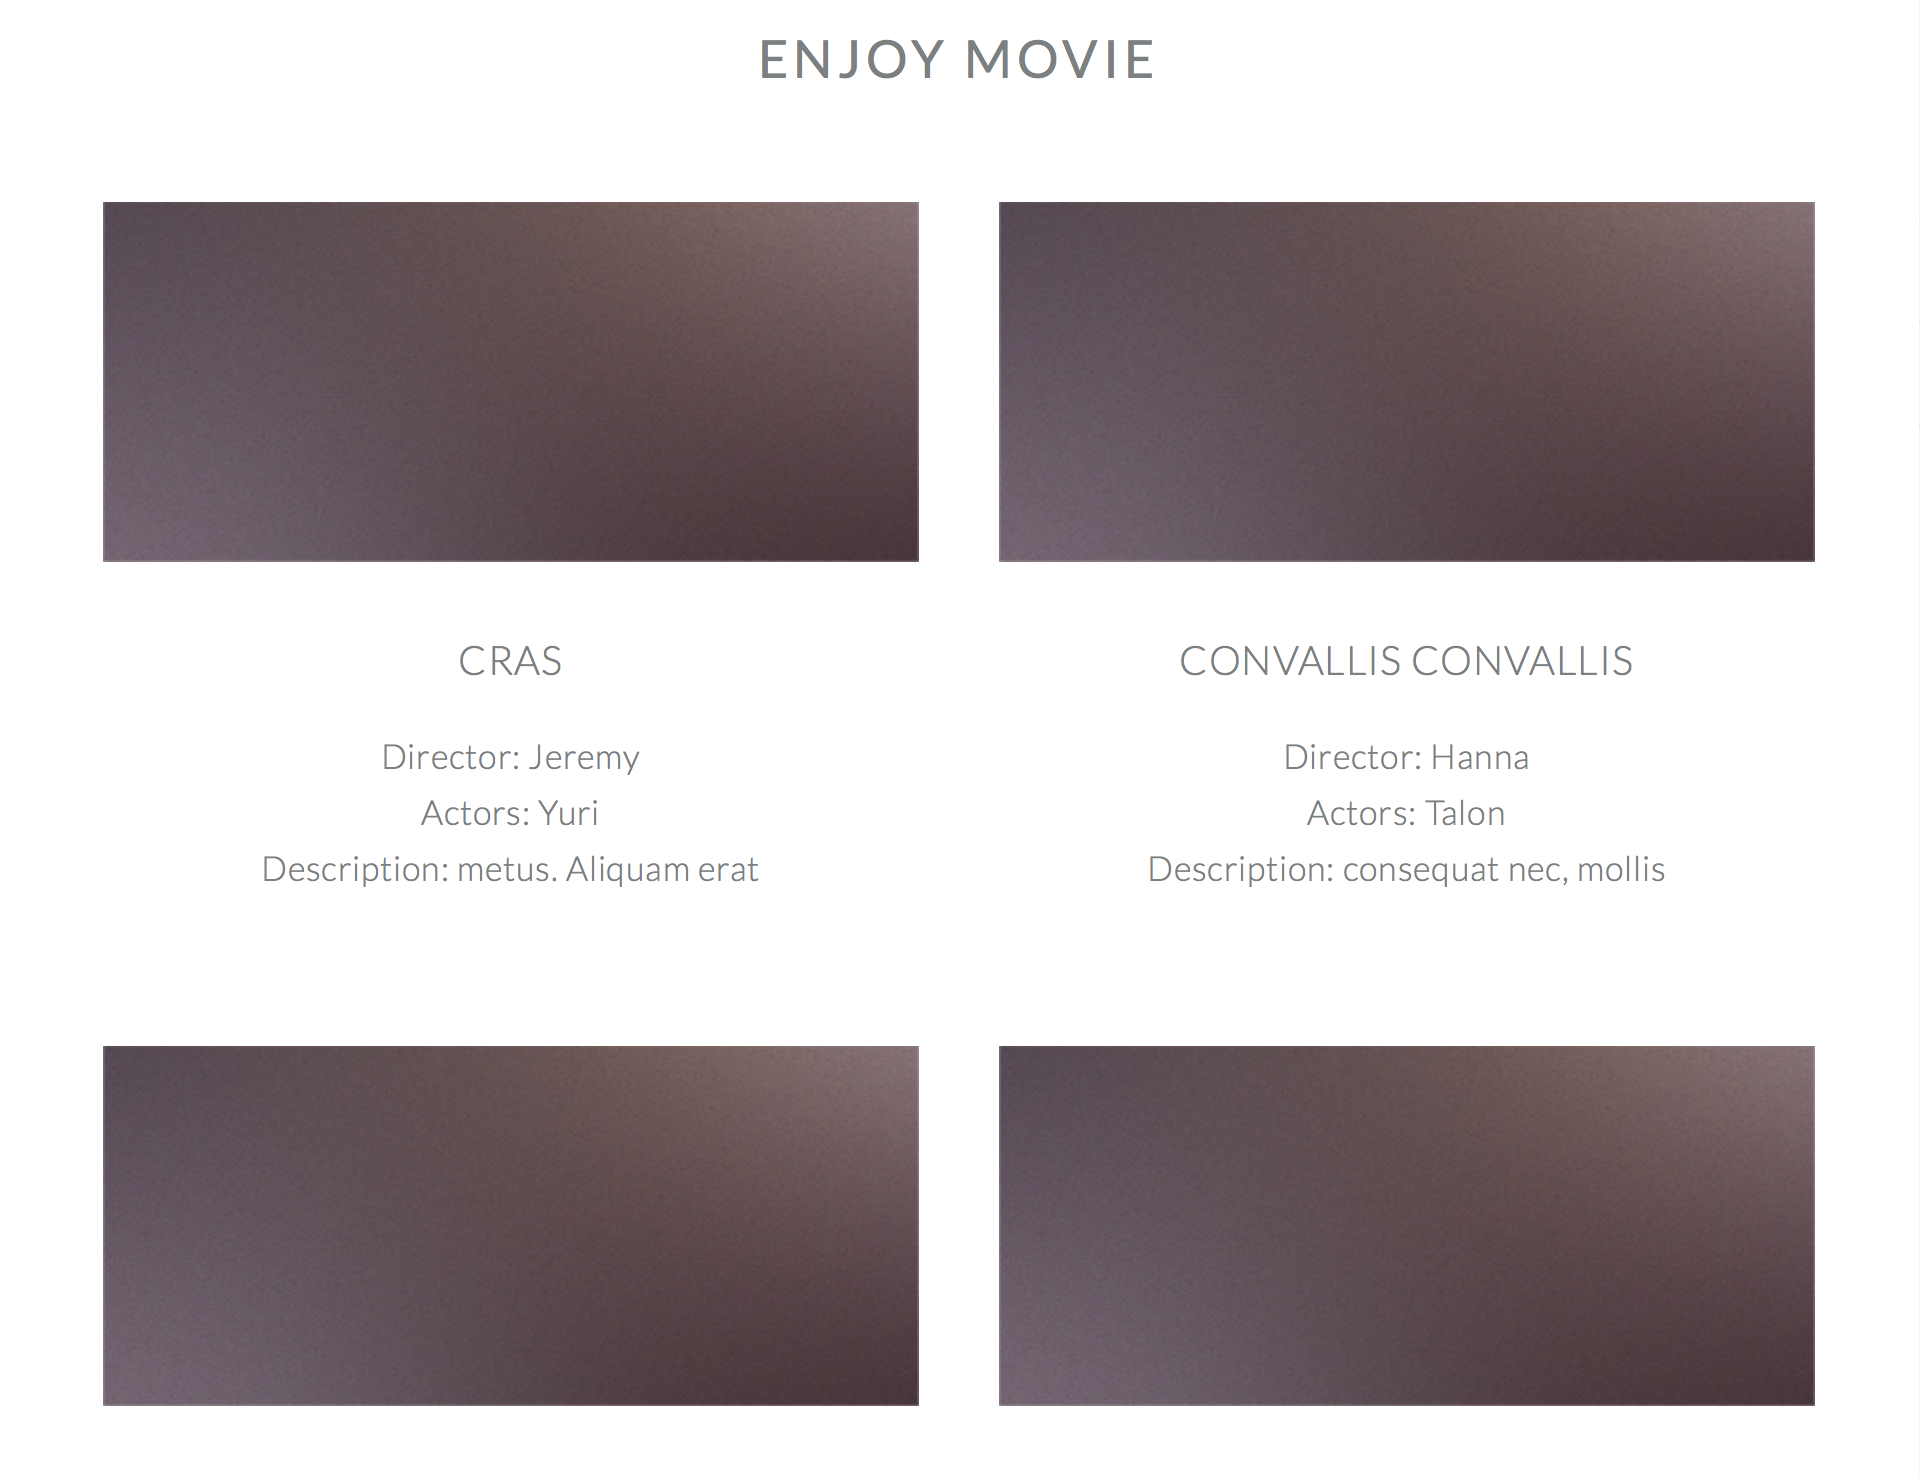 ENJOY MOVIE
CRAS
Director: Jeremy
Actors: Yuri
Description: metus. Aliquam erat
CONVALLIS CONVALLIS
Director: Hanna
Actors: Talon
Description: consequat nec, mollis